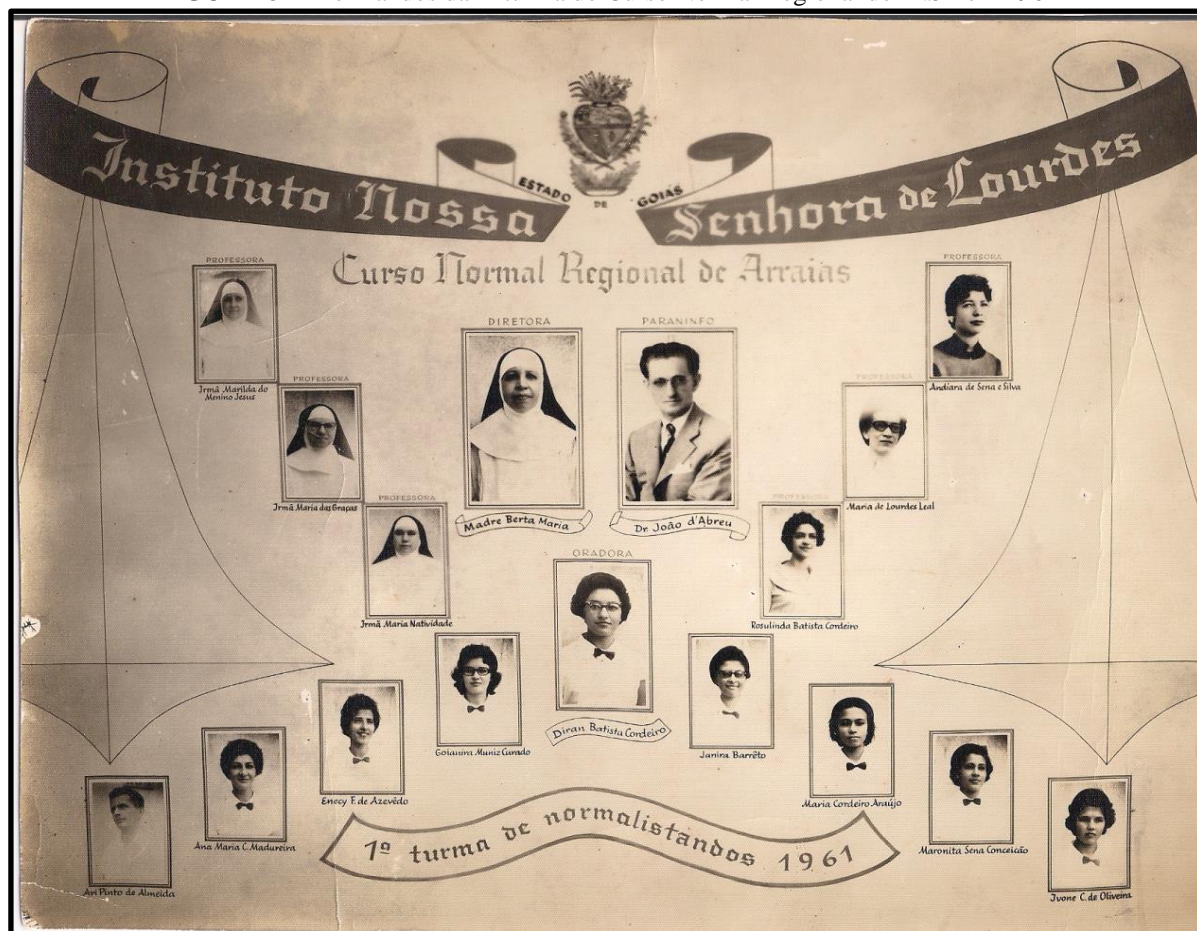 Instituto Nossa Senhora de Lourdes
ESTADO DE GOIÁS
Curso Normal Regional de Arraias
PROFESSORA
Irmã Marilda do Menino Jesus
PROFESSORA
Irmã Maria das Graças
PROFESSORA
Irmã Maria Natividade
DIRETORA
Madre Berta Maria
PARANINFO
Dr. João d'Abreu
PROFESSORA
Andiara de Sena e Silva
PROFESSORA
Maria de Lourdes Leal
PROFESSORA
Rosulinda Batista Cordeiro
ORADORA
Diran Batista Cordeiro
Ari Pinto de Almeida
Ana Maria C. Madureira
Enecy F. de Azevêdo
Goianira Muniz Curado
Janira Barrêto
Maria Cordeiro Araújo
Maronita Sena Conceição
Ivone C. de Oliveira
1ª turma de normalistandos 1961